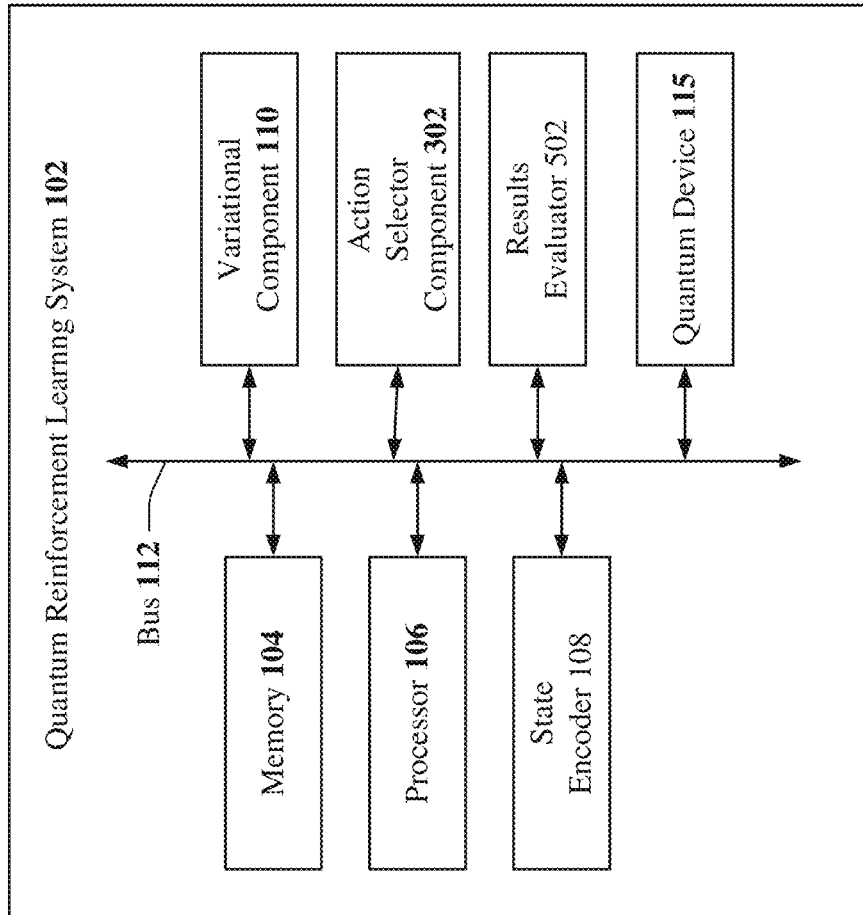 Quantum Reinforcement Learnng System 102
Bus 112
Memory 104
Processor 106
State
Encoder 108
Variational
Component 110
Action
Selector
Component 302
Results
Evaluator 502
Quantum Device 115